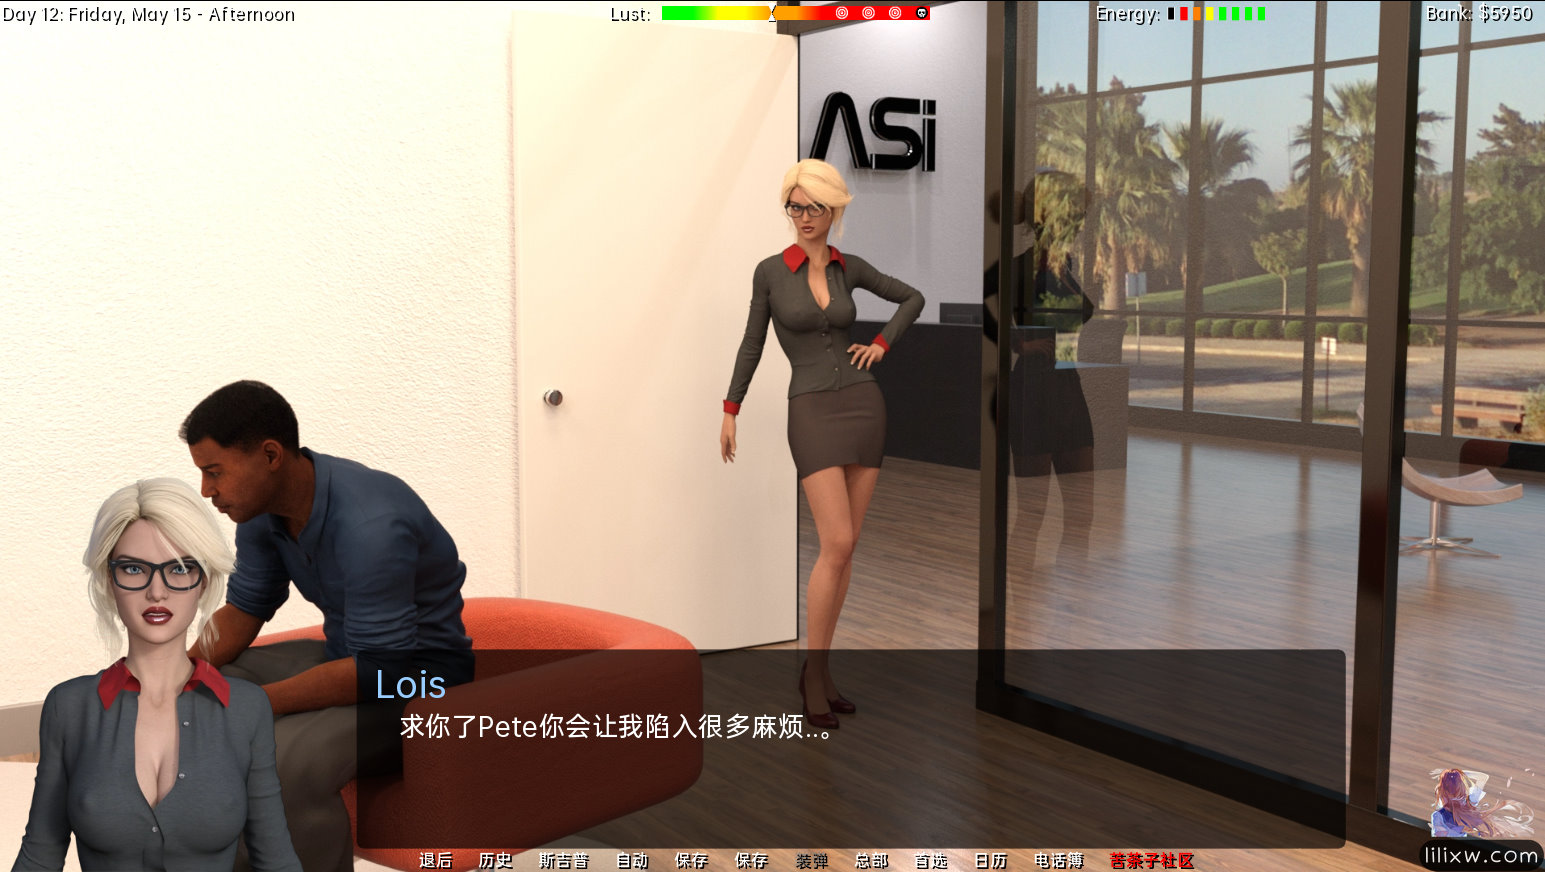 Day 12: Friday, May 15 - Afternoon
Lust:
Energy:
Bank: $5950
ASi
Lois
求你了Pete你会让我陷入很多麻烦..。
退后 历史 斯吉普 自动 保存 保存 装弹 总部 首选 日历 电话簿 苦茶子社区
lilixw.com